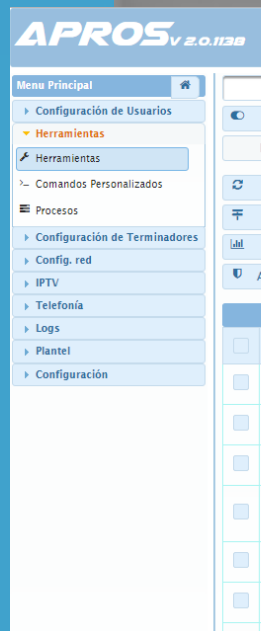 APROS V 2.0.113B
Menu Principal
Configuración de Usuarios
Herramientas
Herramientas
Comandos Personalizados
Procesos
Configuración de Terminadores
Config. red
IPTV
Telefonía
Logs
Plantel
Configuración